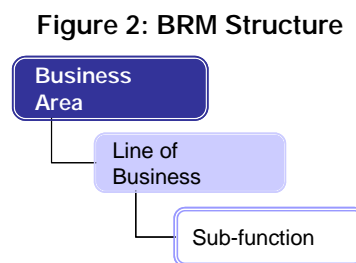 Figure 2: BRM Structure
Business
Area
Line of
Business
Sub-function